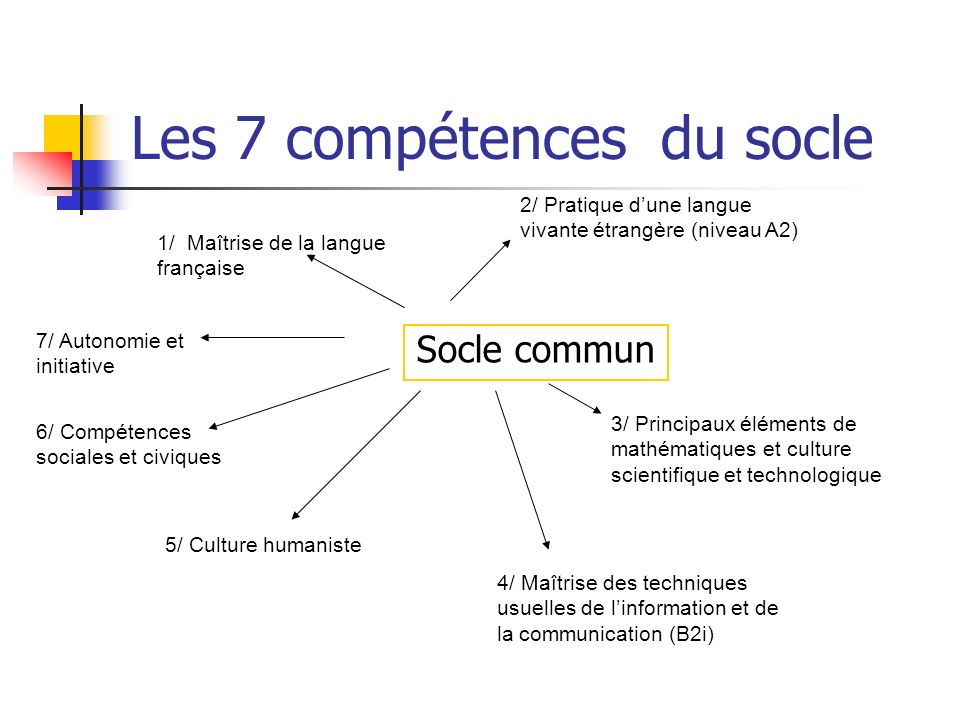 Les 7 compétences du socle
2/ Pratique d’une langue
vivante étrangère (niveau A2)
1/ Maîtrise de la langue
française
7/ Autonomie et
initiative
Socle commun
3/ Principaux éléments de
mathématiques et culture
scientifique et technologique
6/ Compétences
sociales et civiques
5/ Culture humaniste
4/ Maîtrise des techniques
usuelles de l’information et de
la communication (B2i)